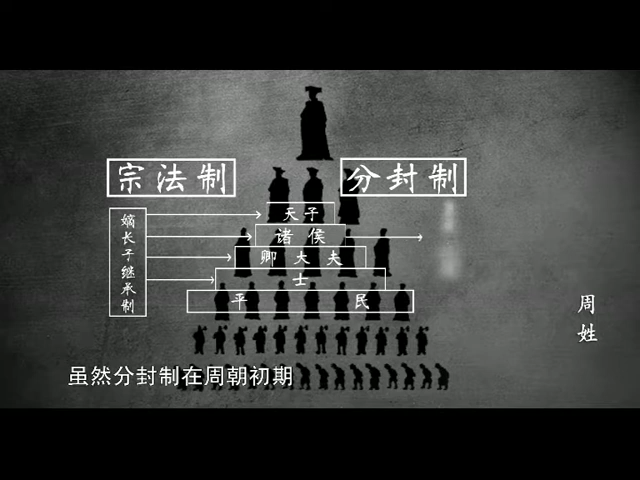 宗法制
分封制
嫡长子继承制
天子
诸侯
卿大夫
士
平民
周姓
虽然分封制在周朝初期